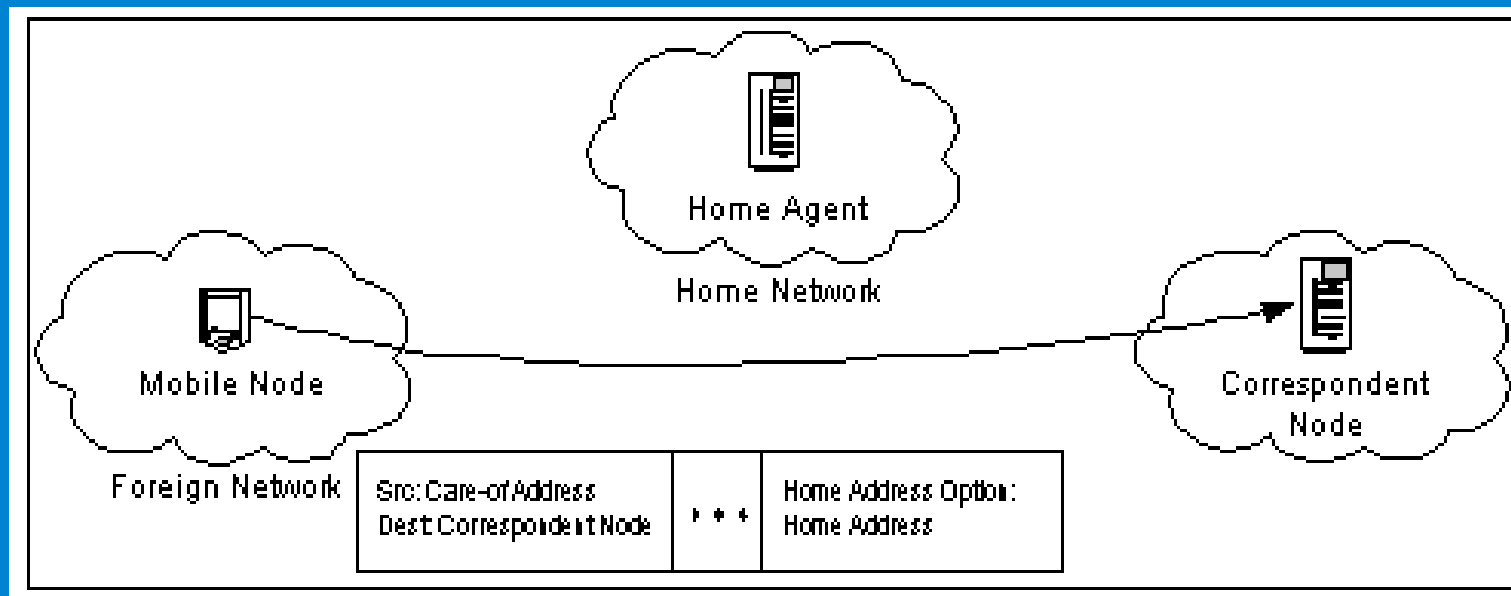 Home Agent
Home Network
Mobile Node
Foreign Network
Correspondent
Node
Src: Care-of Address
Dest: Correspondent Node
• • •
Home Address Option:
Home Address